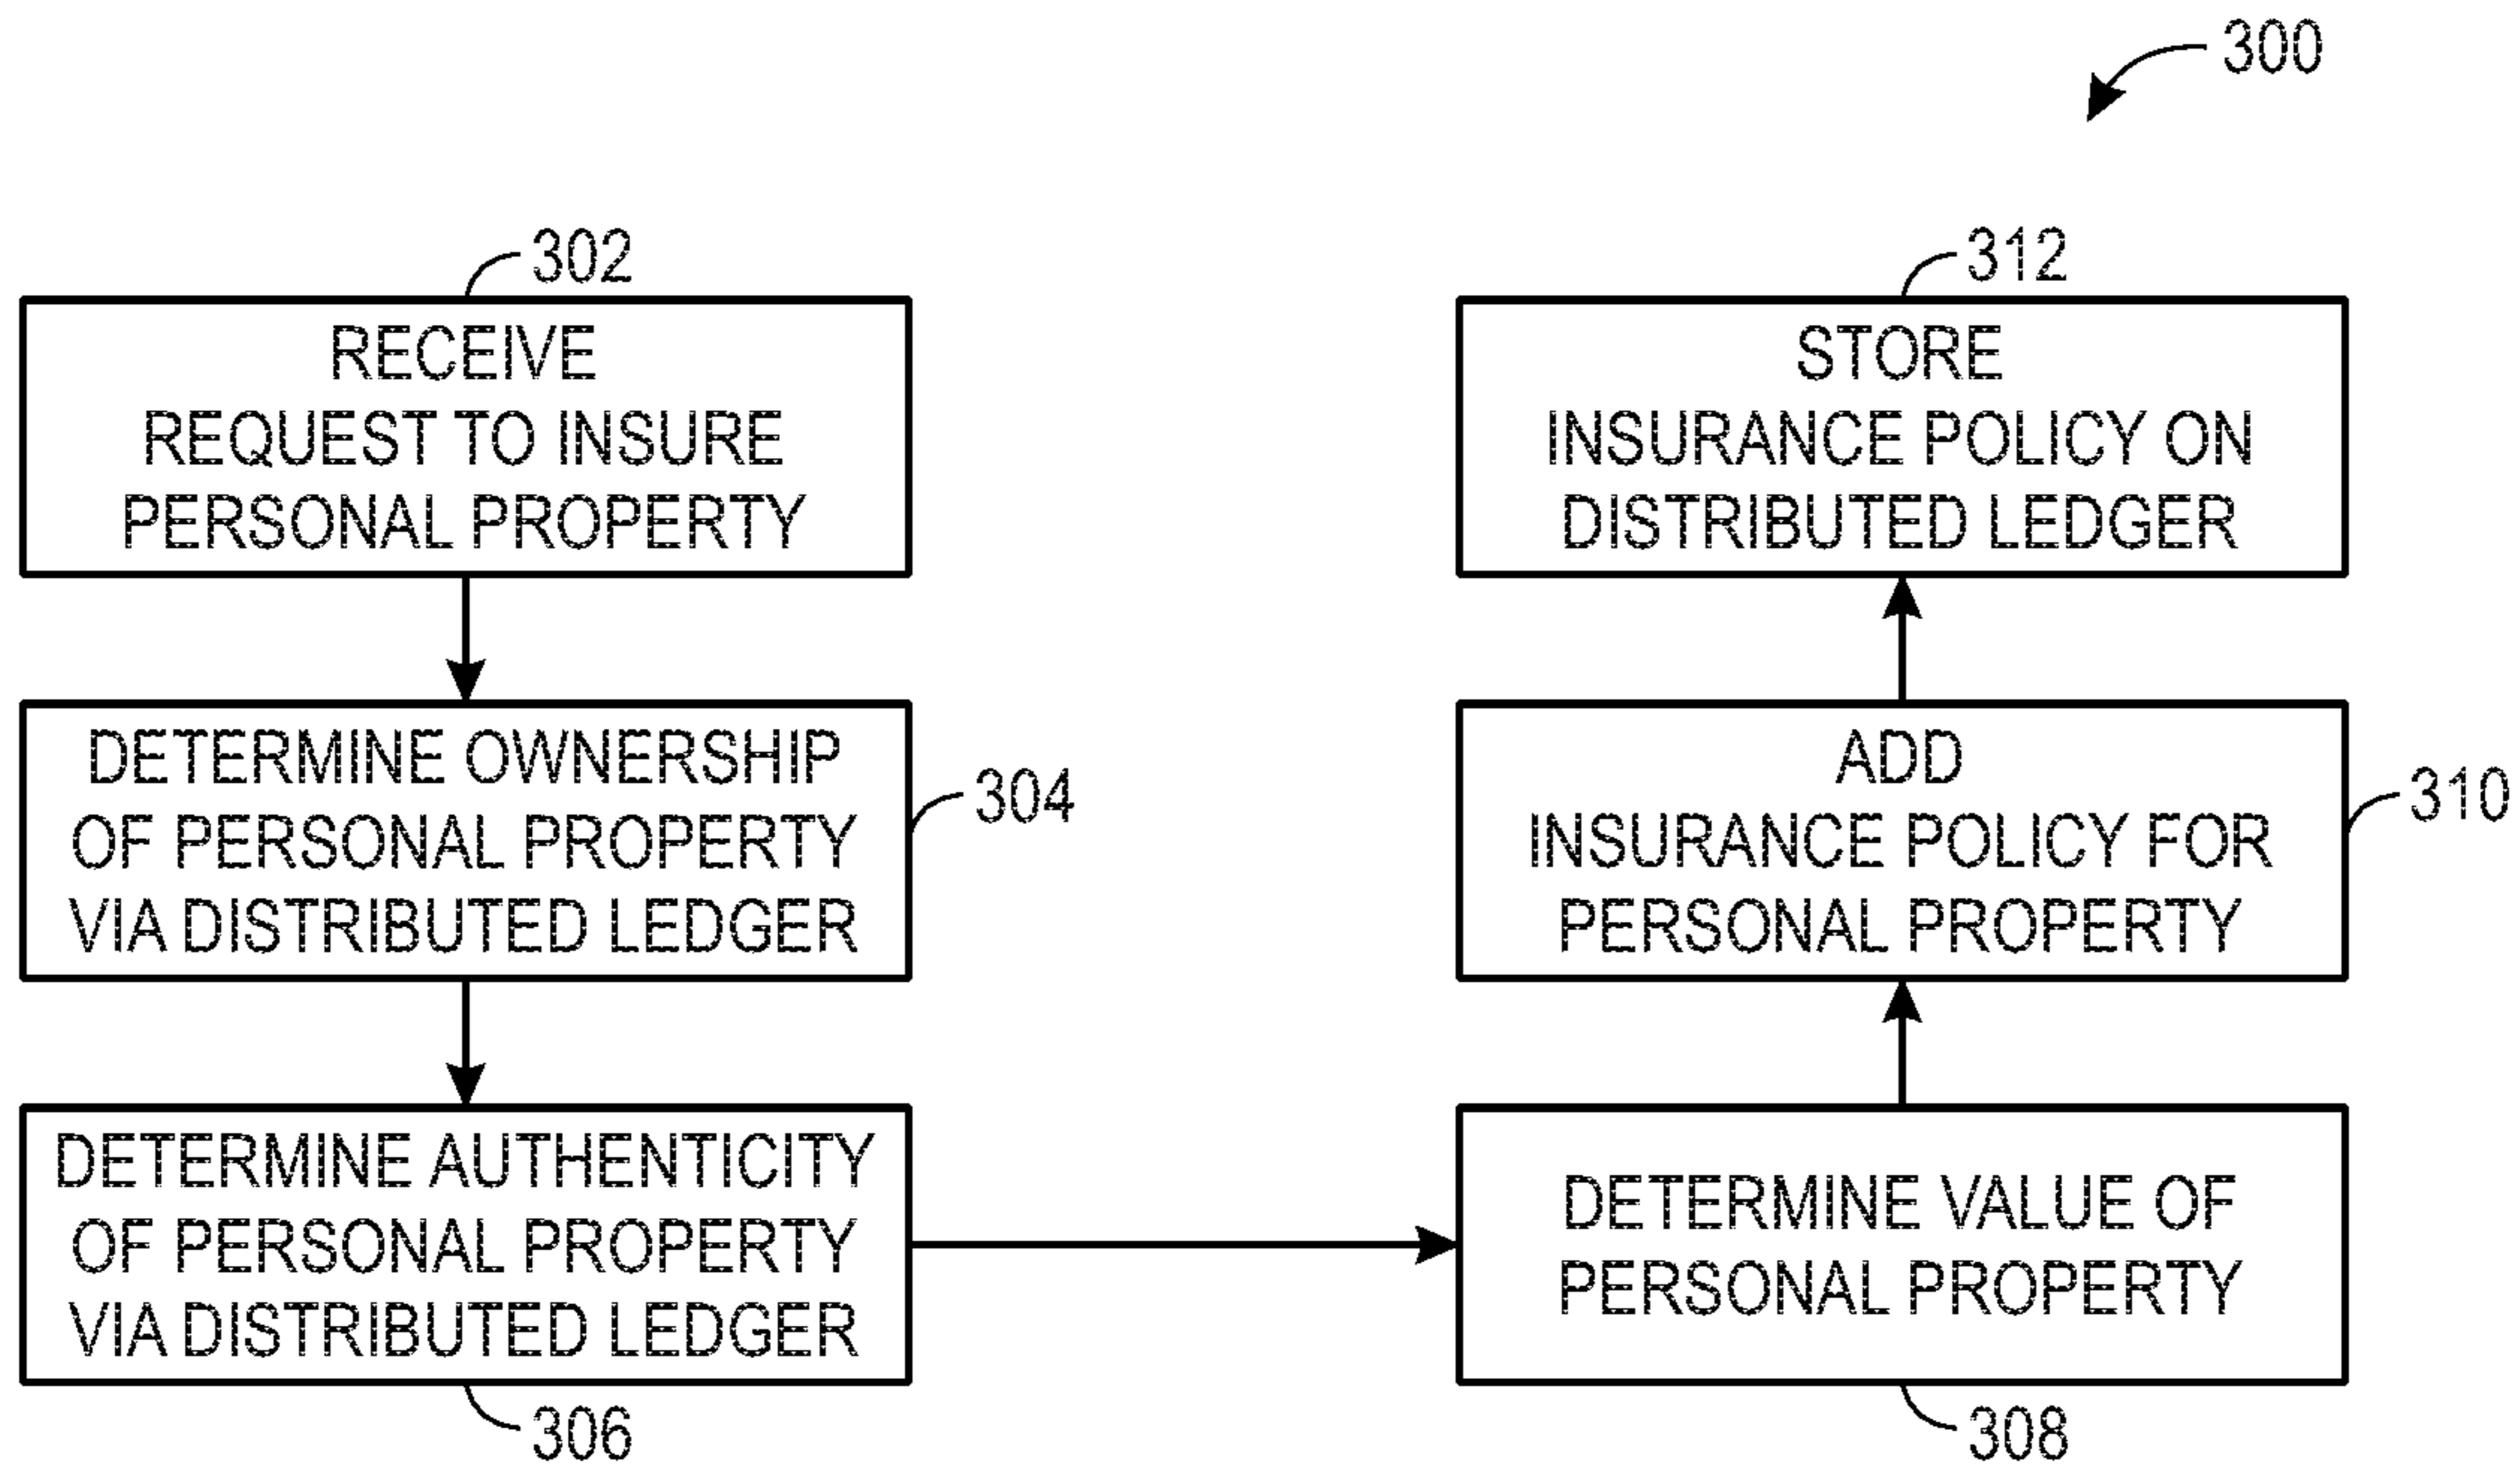 300
302
RECEIVE
REQUEST TO INSURE
PERSONAL PROPERTY
DETERMINE OWNERSHIP
OF PERSONAL PROPERTY
VIA DISTRIBUTED LEDGER
304
DETERMINE AUTHENTICITY
OF PERSONAL PROPERTY
VIA DISTRIBUTED LEDGER
306
DETERMINE VALUE OF
PERSONAL PROPERTY
308
ADD
INSURANCE POLICY FOR
PERSONAL PROPERTY
310
312
STORE
INSURANCE POLICY ON
DISTRIBUTED LEDGER